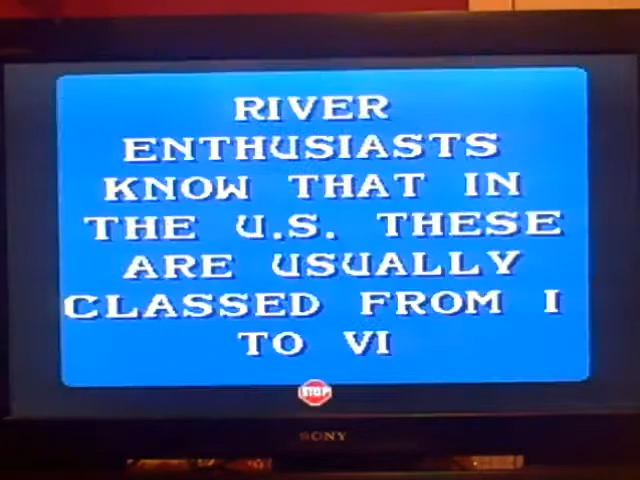 RIVER
ENTHUSIASTS
KNOW THAT IN
THE U.S. THESE
ARE USUALLY
CLASSED FROM I
TO VI
STOP
SONY